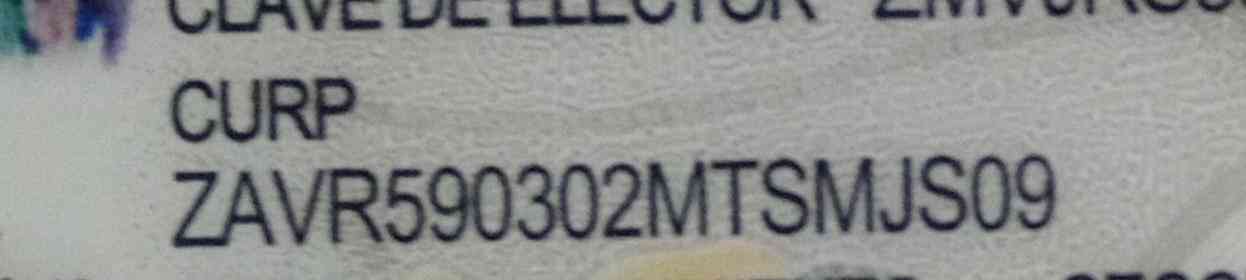 CLAVE DE ELECTOR
CURP
ZAVR590302MTSMJS09